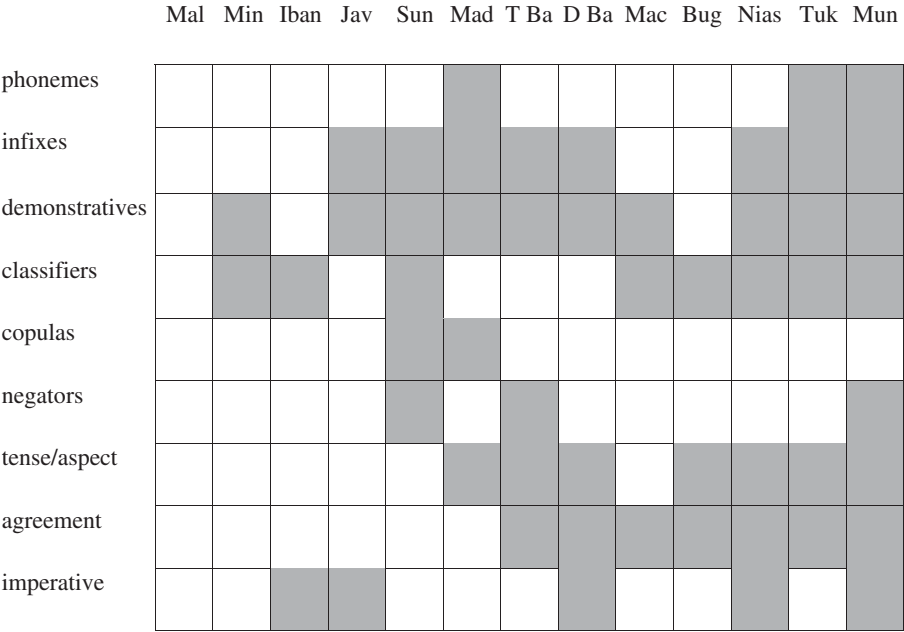 Mal Min Iban Jav Sun Mad T Ba D Ba Mac Bug Nias Tuk Mun
phonemes
infixes
demonstratives
classifiers
copulas
negators
tense/aspect
agreement
imperative